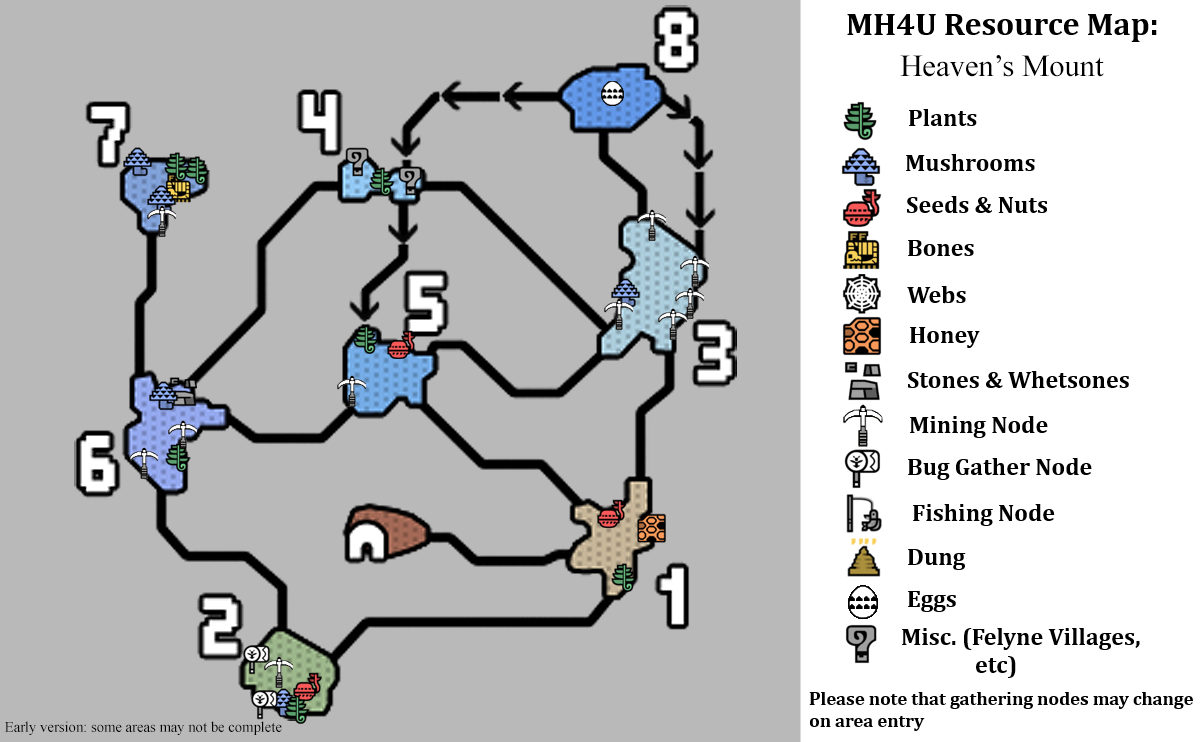 MH4U Resource Map:
Heaven's Mount
8
7
4
5
3
6
1
2
Plants
Mushrooms
Seeds & Nuts
Bones
Webs
Honey
Stones & Whetsones
Mining Node
Bug Gather Node
Fishing Node
Dung
Eggs
Misc. (Felyne Villages,
etc)
Please note that gathering nodes may change
on area entry
Early version: some areas may not be complete